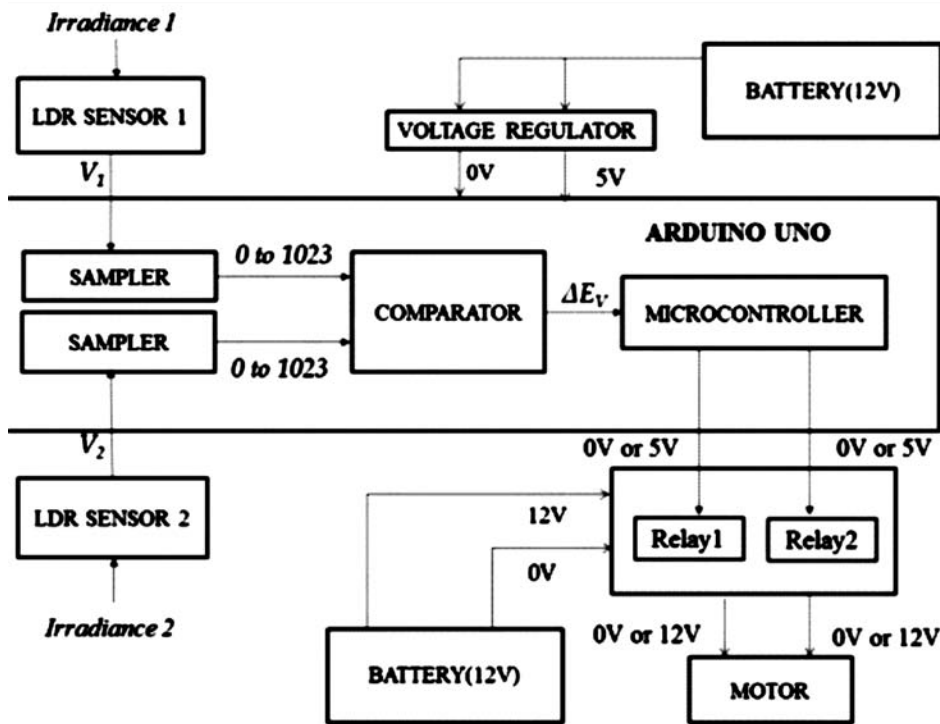 Irradiance 1
LDR SENSOR 1
V1
BATTERY(12V)
VOLTAGE REGULATOR
0V
5V
ARDUINO UNO
SAMPLER
0 to 1023
SAMPLER
0 to 1023
COMPARATOR
ΔEV
MICROCONTROLLER
V2
LDR SENSOR 2
Irradiance 2
0V or 5V
0V or 5V
12V
0V
Relay1
Relay2
BATTERY(12V)
0V or 12V
0V or 12V
MOTOR